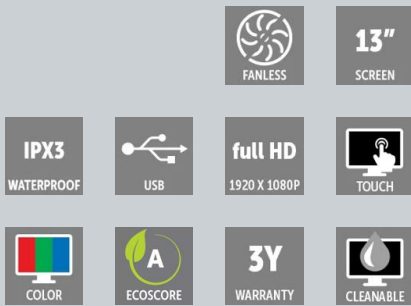 FANLESS
13"
SCREEN
IPX3
WATERPROOF
USB
full HD
1920 X 1080P
TOUCH
COLOR
A
ECOSCORE
3Y
WARRANTY
CLEANABLE